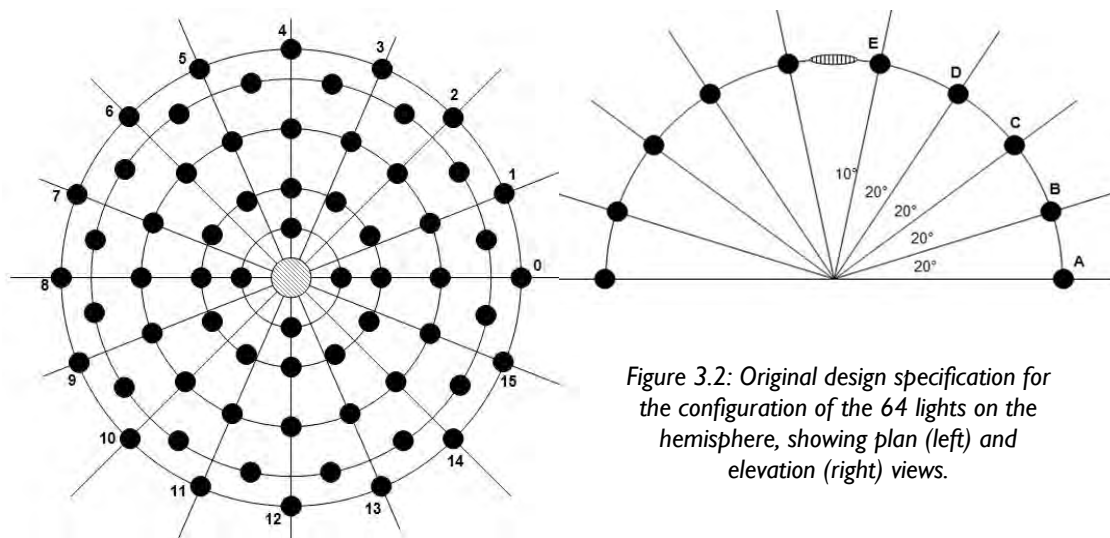 4
5
3
6
2
7
1
8
0
9
15
10
14
11
13
12
E
D
C
B
A
10°
20°
20°
20°
20°
Figure 3.2: Original design specification for
the configuration of the 64 lights on the
hemisphere, showing plan (left) and
elevation (right) views.